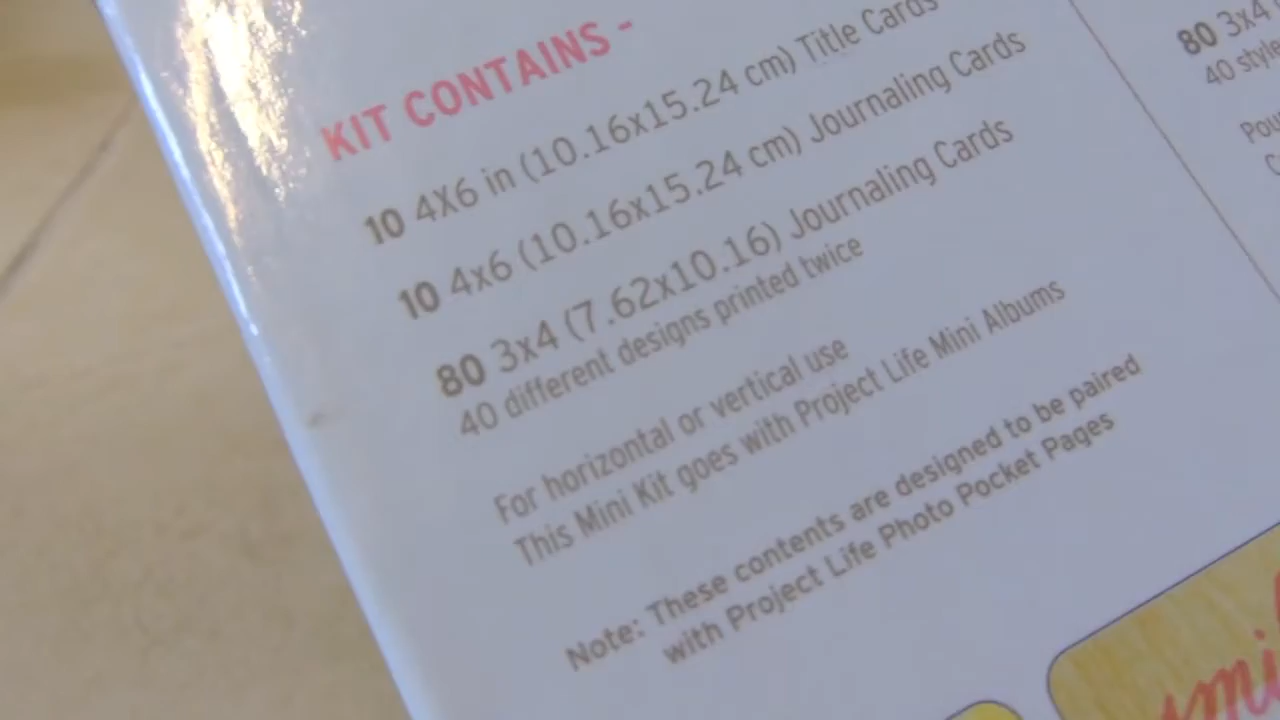 KIT CONTAINS -
10 4X6 in (10.16x15.24 cm) Title Cards
10 4x6 (10.16x15.24 cm) Journaling Cards
80 3x4 (7.62x10.16) Journaling Cards
40 different designs printed twice
For horizontal or vertical use
This Mini Kit goes with Project Life Mini Albums
Note: These contents are designed to be paired
with Project Life Photo Pocket Pages
80 3x4
40